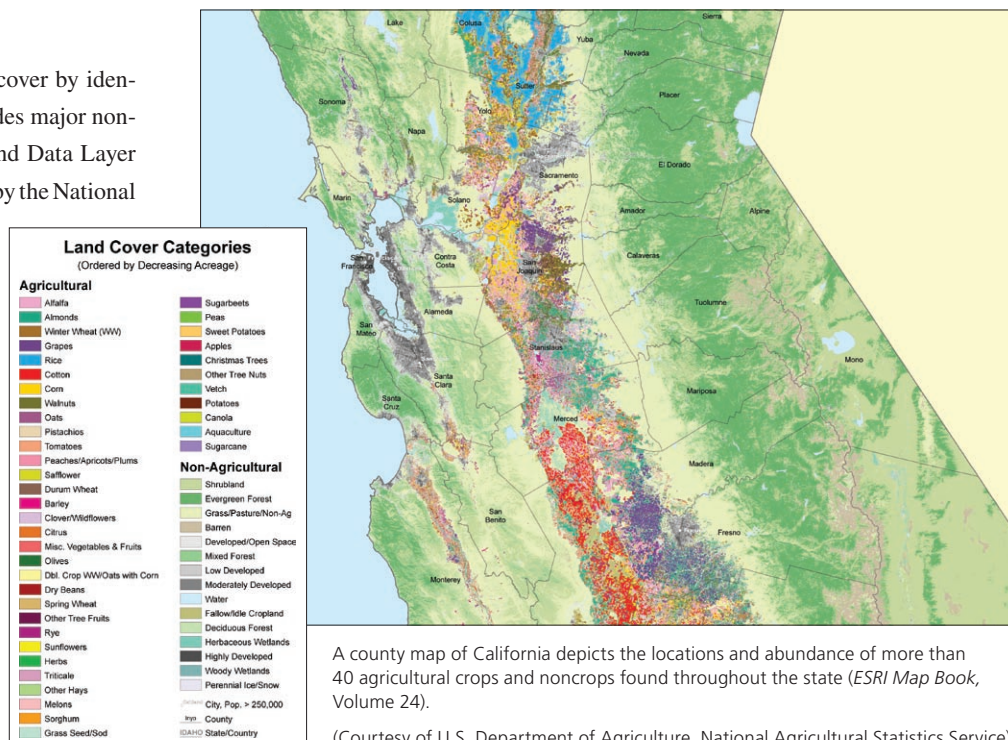 cover by iden-
des major non-
nd Data Layer
by the National
Lake
Colusa
Sierra
Yuba
Nevada
Sutter
Placer
Sonoma
Yolo
Napa
El Dorado
Sacramento
Marin
Solano
Amador
Alpine
Contra
Costa
San
Francisco
San
Joaquin
Calaveras
Alameda
Tuolumne
San
Mateo
Stanislaus
Mono
Santa
Clara
Santa
Cruz
Mariposa
Merced
Madera
San
Benito
Fresno
Monterey
Land Cover Categories
(Ordered by Decreasing Acreage)
Agricultural
Alfalfa
Almonds
Winter Wheat (WW)
Grapes
Rice
Cotton
Corn
Walnuts
Oats
Pistachios
Tomatoes
Peaches/Apricots/Plums
Safflower
Durum Wheat
Barley
Clover/Wildflowers
Citrus
Misc. Vegetables & Fruits
Olives
Dbl. Crop WW/Oats with Corn
Dry Beans
Spring Wheat
Other Tree Fruits
Rye
Sunflowers
Herbs
Triticale
Other Hays
Melons
Sorghum
Grass Seed/Sod
Sugarbeets
Peas
Sweet Potatoes
Apples
Christmas Trees
Other Tree Nuts
Vetch
Potatoes
Canola
Aquaculture
Sugarcane
Non-Agricultural
Shrubland
Evergreen Forest
Grass/Pasture/Non-Ag
Barren
Developed/Open Space
Mixed Forest
Low Developed
Moderately Developed
Water
Fallow/Idle Cropland
Deciduous Forest
Herbaceous Wetlands
Highly Developed
Woody Wetlands
Perennial Ice/Snow
City, Pop. > 250,000
Inyo County
IDAHO State/Country
A county map of California depicts the locations and abundance of more than
40 agricultural crops and noncrops found throughout the state (ESRI Map Book,
Volume 24).
(Courtesy of U.S. Department of Agriculture, National Agricultural Statistics Service